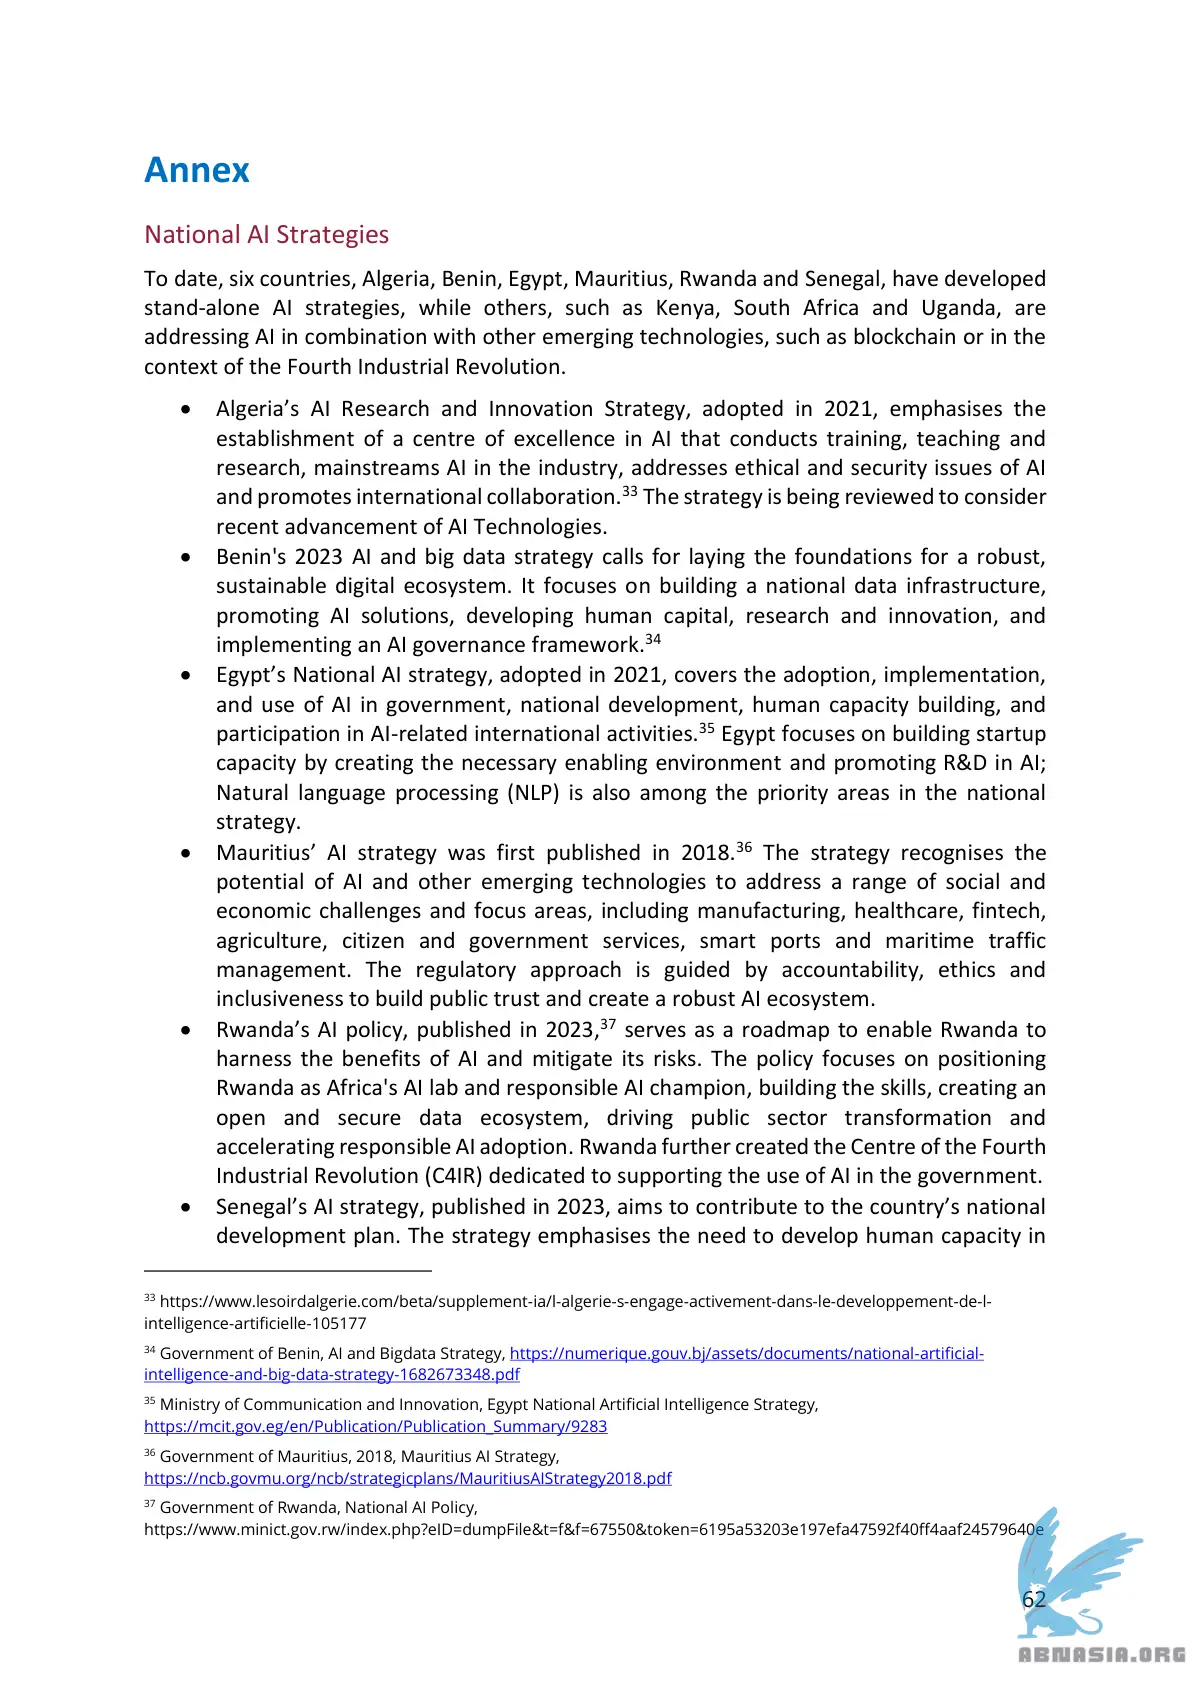 Annex
National AI Strategies
To date, six countries, Algeria, Benin, Egypt, Mauritius, Rwanda and Senegal, have developed
stand-alone AI strategies, while others, such as Kenya, South Africa and Uganda, are
addressing AI in combination with other emerging technologies, such as blockchain or in the
context of the Fourth Industrial Revolution.
• Algeria’s AI Research and Innovation Strategy, adopted in 2021, emphasises the
establishment of a centre of excellence in AI that conducts training, teaching and
research, mainstreams AI in the industry, addresses ethical and security issues of AI
and promotes international collaboration.33 The strategy is being reviewed to consider
recent advancement of AI Technologies.
• Benin's 2023 AI and big data strategy calls for laying the foundations for a robust,
sustainable digital ecosystem. It focuses on building a national data infrastructure,
promoting AI solutions, developing human capital, research and innovation, and
implementing an AI governance framework.34
• Egypt’s National AI strategy, adopted in 2021, covers the adoption, implementation,
and use of AI in government, national development, human capacity building, and
participation in AI-related international activities.35 Egypt focuses on building startup
capacity by creating the necessary enabling environment and promoting R&D in AI;
Natural language processing (NLP) is also among the priority areas in the national
strategy.
• Mauritius’ AI strategy was first published in 2018.36 The strategy recognises the
potential of AI and other emerging technologies to address a range of social and
economic challenges and focus areas, including manufacturing, healthcare, fintech,
agriculture, citizen and government services, smart ports and maritime traffic
management. The regulatory approach is guided by accountability, ethics and
inclusiveness to build public trust and create a robust AI ecosystem.
• Rwanda’s AI policy, published in 2023,37 serves as a roadmap to enable Rwanda to
harness the benefits of AI and mitigate its risks. The policy focuses on positioning
Rwanda as Africa's AI lab and responsible AI champion, building the skills, creating an
open and secure data ecosystem, driving public sector transformation and
accelerating responsible AI adoption. Rwanda further created the Centre of the Fourth
Industrial Revolution (C4IR) dedicated to supporting the use of AI in the government.
• Senegal’s AI strategy, published in 2023, aims to contribute to the country’s national
development plan. The strategy emphasises the need to develop human capacity in
33 https://www.lesoirdalgerie.com/beta/supplement-ia/l-algerie-s-engage-activement-dans-le-developpement-de-l-
intelligence-artificielle-105177
34 Government of Benin, AI and Bigdata Strategy, https://numerique.gouv.bj/assets/documents/national-artificial-
intelligence-and-big-data-strategy-1682673348.pdf
35 Ministry of Communication and Innovation, Egypt National Artificial Intelligence Strategy,
https://mcit.gov.eg/en/Publication/Publication_Summary/9283
36 Government of Mauritius, 2018, Mauritius AI Strategy,
https://ncb.govmu.org/ncb/strategicplans/MauritiusAIStrategy2018.pdf
37 Government of Rwanda, National AI Policy,
https://www.minict.gov.rw/index.php?eID=dumpFile&t=f&f=67550&token=6195a53203e197efa47592f40ff4aaf24579640e
62
ABNASIA.ORG